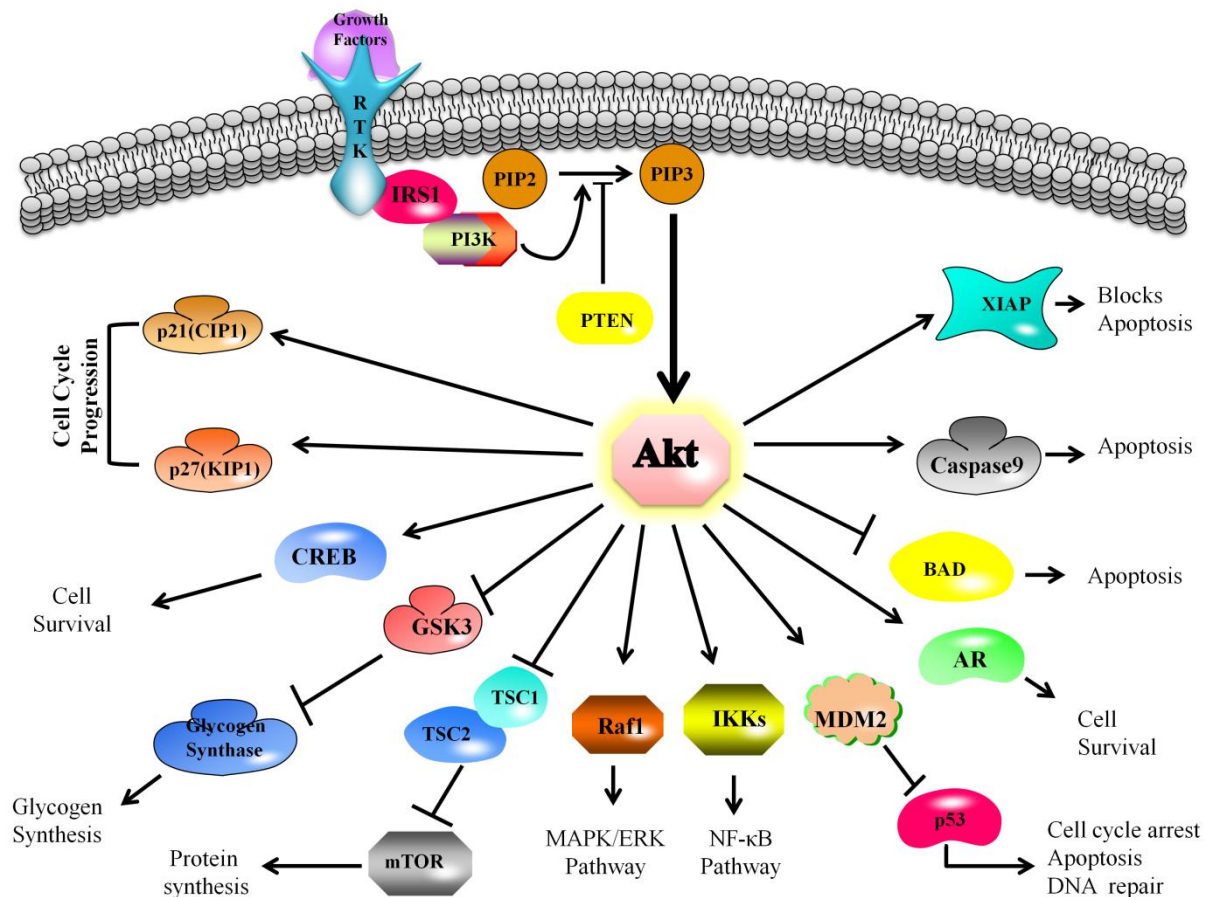 Growth
Factors
R
T
K
IRS1
PI3K
PIP2
PIP3
PTEN
XIAP
Blocks
Apoptosis
p21(CIP1)
Cell Cycle
Progression
p27(KIP1)
Akt
Caspase9
Apoptosis
CREB
Cell
Survival
BAD
Apoptosis
GSK3
AR
Cell
Survival
TSC1
TSC2
Raf1
IKKs
MDM2
Glycogen
Synthase
Glycogen
Synthesis
mTOR
Protein
synthesis
MAPK/ERK
Pathway
NF-κB
Pathway
p53
Cell cycle arrest
Apoptosis
DNA repair